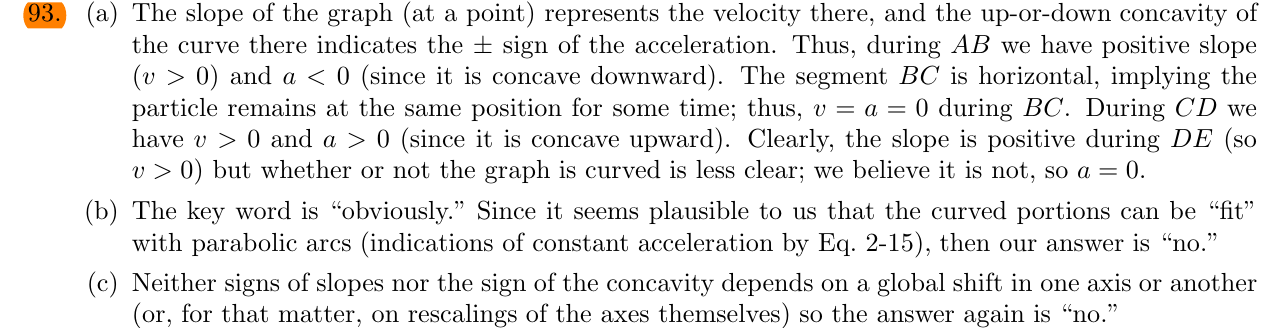 93. (a) The slope of the graph (at a point) represents the velocity there, and the up-or-down concavity of
the curve there indicates the ± sign of the acceleration. Thus, during AB we have positive slope
(v > 0) and a < 0 (since it is concave downward). The segment BC is horizontal, implying the
particle remains at the same position for some time; thus, v = a = 0 during BC. During CD we
have v > 0 and a > 0 (since it is concave upward). Clearly, the slope is positive during DE (so
v > 0) but whether or not the graph is curved is less clear; we believe it is not, so a = 0.
(b) The key word is “obviously.” Since it seems plausible to us that the curved portions can be “fit”
with parabolic arcs (indications of constant acceleration by Eq. 2-15), then our answer is “no.”
(c) Neither signs of slopes nor the sign of the concavity depends on a global shift in one axis or another
(or, for that matter, on rescalings of the axes themselves) so the answer again is “no.”